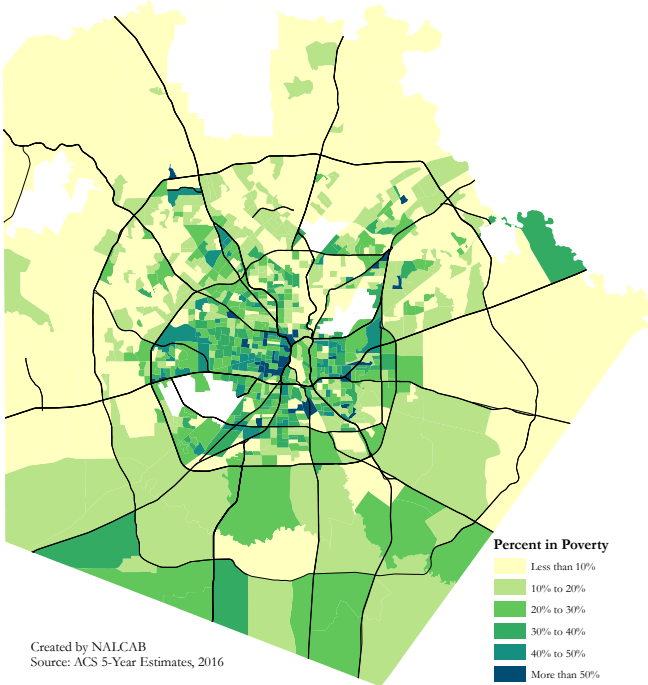 Percent in Poverty
Less than 10%
10% to 20%
20% to 30%
30% to 40%
40% to 50%
More than 50%
Created by NALCAB
Source: ACS 5-Year Estimates, 2016